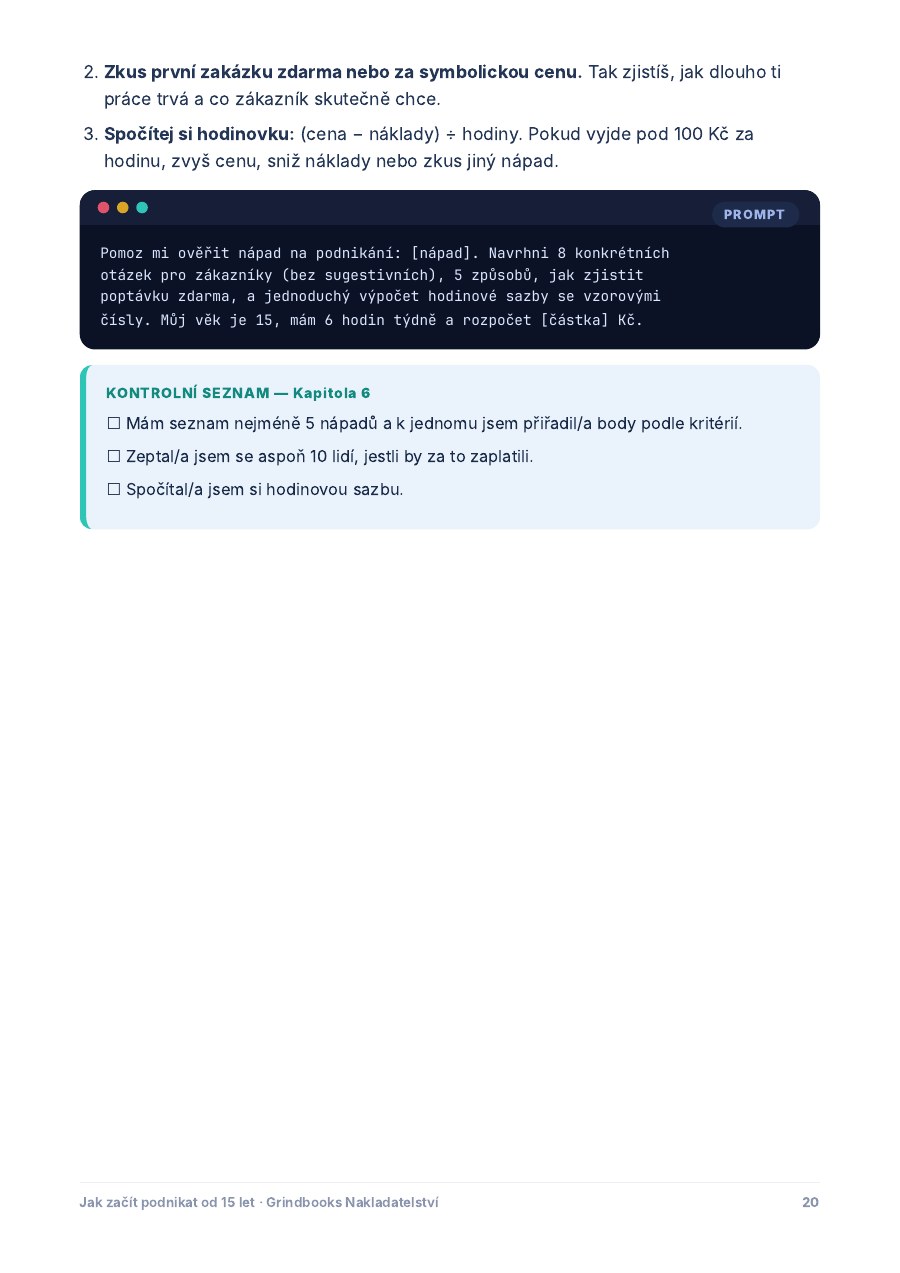 2. Zkus první zakázku zdarma nebo za symbolickou cenu. Tak zjistíš, jak dlouho ti
práce trvá a co zákazník skutečně chce.
3. Spočítej si hodinovku: (cena − náklady) ÷ hodiny. Pokud vyjde pod 100 Kč za
hodinu, zvyš cenu, sniž náklady nebo zkus jiný nápad.
PROMPT
Pomoz mi ověřit nápad na podnikání: [nápad]. Navrhni 8 konkrétních
otázek pro zákazníky (bez sugestivních), 5 způsobů, jak zjistit
poptávku zdarma, a jednoduchý výpočet hodinové sazby se vzorovými
čísly. Můj věk je 15, mám 6 hodin týdně a rozpočet [částka] Kč.
KONTROLNÍ SEZNAM — Kapitola 6
☐ Mám seznam nejméně 5 nápadů a k jednomu jsem přiřadil/a body podle kritérií.
☐ Zeptal/a jsem se aspoň 10 lidí, jestli by za to zaplatili.
☐ Spočítal/a jsem si hodinovou sazbu.
Jak začít podnikat od 15 let · Grindbooks Nakladatelství 20